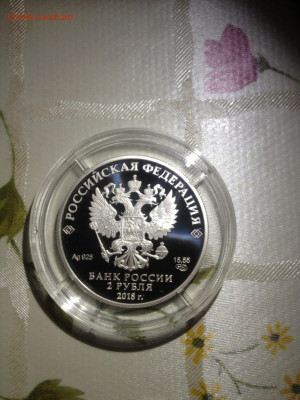 РОССИЙСКАЯ ФЕДЕРАЦИЯ
Ag 925
15,55
БАНК РОССИИ
2 РУБЛЯ
2018 г.